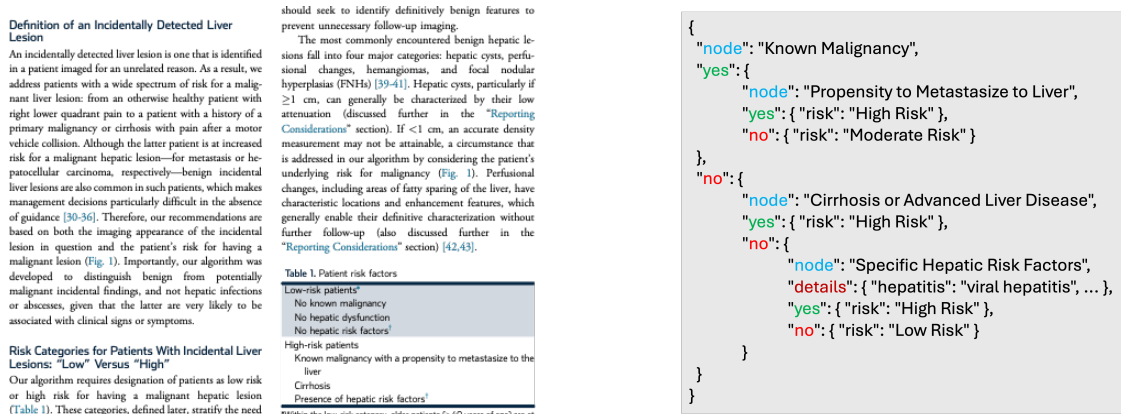 Definition of an Incidentally Detected Liver
Lesion
An incidentally detected liver lesion is one that is identified
in a patient imaged for an unrelated reason. As a result, we
address patients with a wide spectrum of risk for a malig-
nant liver lesion: from an otherwise healthy patient with
right lower quadrant pain to a patient with a history of a
primary malignancy or cirrhosis with pain after a motor
vehicle collision. Although the latter patient is at increased
risk for a malignant hepatic lesion—for metastasis or he-
patocellular carcinoma, respectively—benign incidental
liver lesions are also common in such patients, which makes
management decisions particularly difficult in the absence
of guidance [30-36]. Therefore, our recommendations are
based on both the imaging appearance of the incidental
lesion in question and the patient's risk for having a
malignant lesion (Fig. 1). Importantly, our algorithm was
developed to distinguish benign from potentially
malignant incidental findings, and not hepatic infections
or abscesses, given that the latter are very likely to be
associated with clinical signs or symptoms.
Risk Categories for Patients With Incidental Liver
Lesions: "Low" Versus "High"
Our algorithm requires designation of patients as low risk
or high risk for having a malignant hepatic lesion
(Table 1). These categories, defined later, stratify the need
should seek to identify definitively benign features to
prevent unnecessary follow-up imaging.
The most commonly encountered benign hepatic le-
sions fall into four major categories: hepatic cysts, perfu-
sional changes, hemangiomas, and focal nodular
hyperplasias (FNHs) [39-41]. Hepatic cysts, particularly if
≥1 cm, can generally be characterized by their low
attenuation (discussed further in the "Reporting
Considerations" section). If <1 cm, an accurate density
measurement may not be attainable, a circumstance that
is addressed in our algorithm by considering the patient's
underlying risk for malignancy (Fig. 1). Perfusional
changes, including areas of fatty sparing of the liver, have
characteristic locations and enhancement features, which
generally enable their definitive characterization without
further follow-up (also discussed further in the
"Reporting Considerations" section) [42,43].
Table 1. Patient risk factors
Low-risk patients*
No known malignancy
No hepatic dysfunction
No hepatic risk factors†
High-risk patients
Known malignancy with a propensity to metastasize to the
liver
Cirrhosis
Presence of hepatic risk factors†
{
"node": "Known Malignancy",
"yes": {
"node": "Propensity to Metastasize to Liver",
"yes": { "risk": "High Risk" },
"no": { "risk": "Moderate Risk" }
},
"no": {
"node": "Cirrhosis or Advanced Liver Disease",
"yes": { "risk": "High Risk" },
"no": {
"node": "Specific Hepatic Risk Factors",
"details": { "hepatitis": "viral hepatitis", ... },
"yes": { "risk": "High Risk" },
"no": { "risk": "Low Risk" }
}
}
}